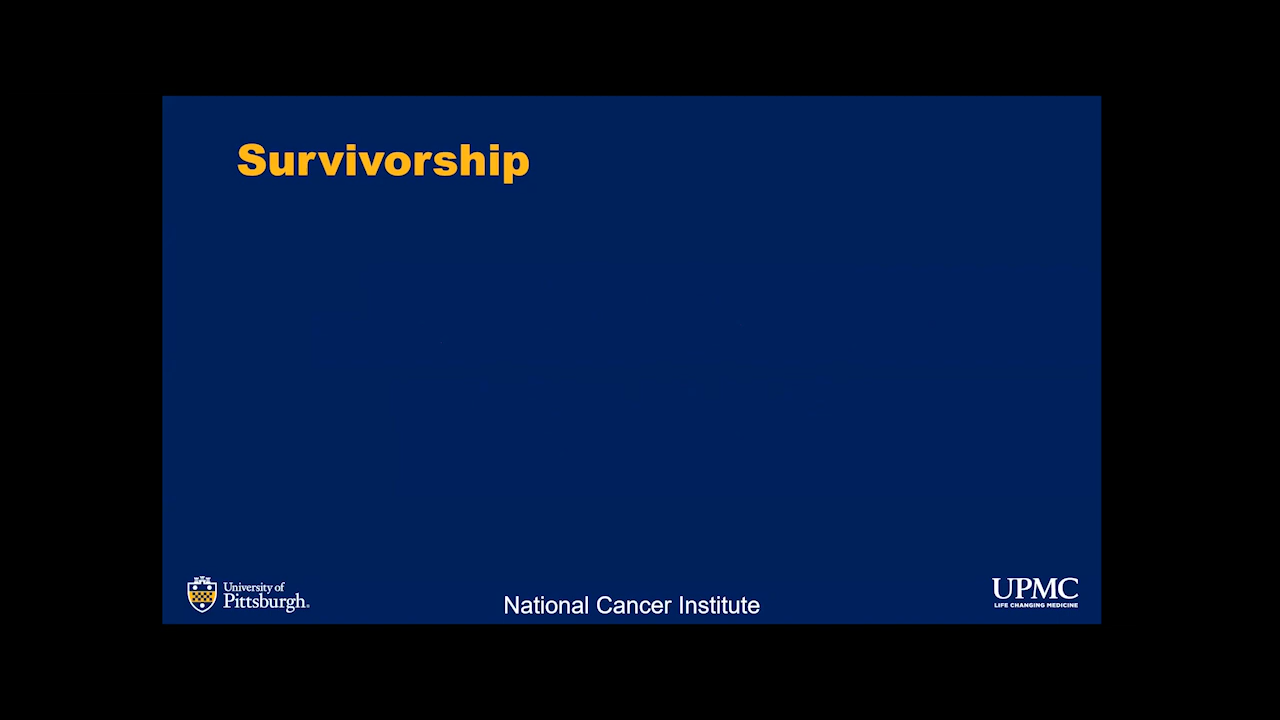 Survivorship
University of
Pittsburgh®
National Cancer Institute
UPMC
LIFE CHANGING MEDICINE